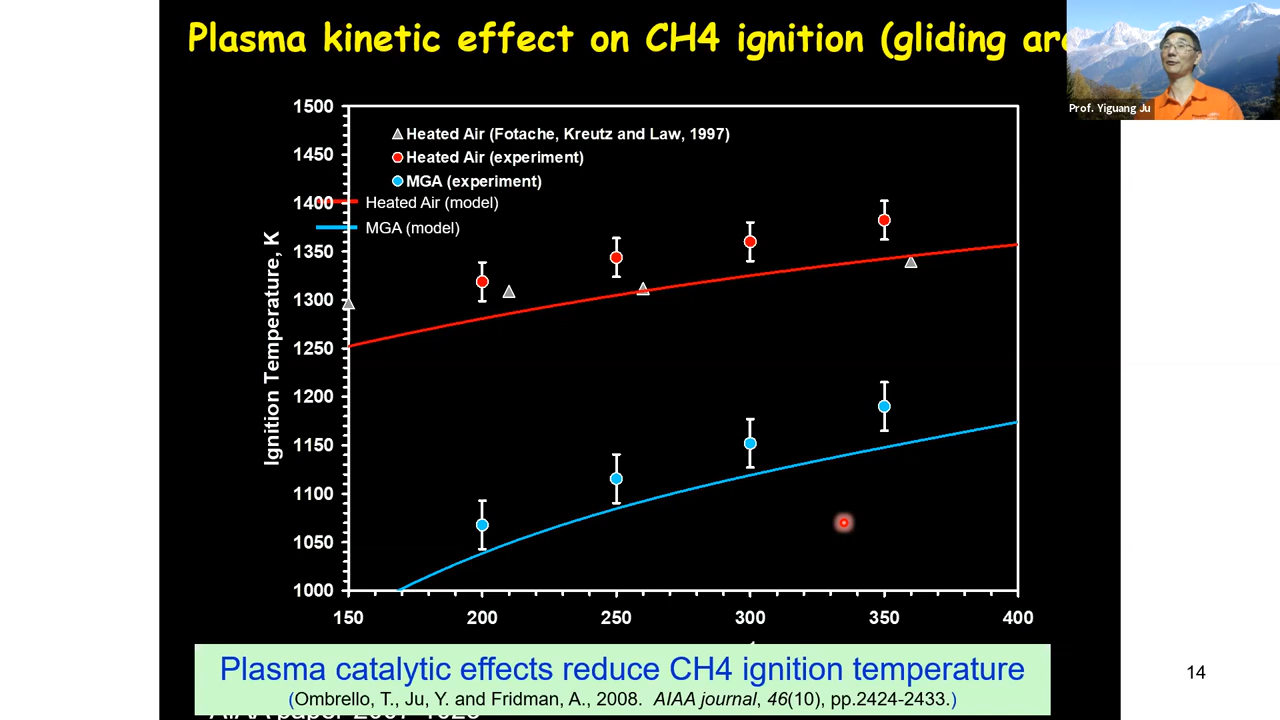 Plasma kinetic effect on CH4 ignition (gliding arc
Prof. Yiguang Ju
1500
1450
1400
1350
1300
1250
1200
1150
1100
1050
1000
Ignition Temperature, K
Heated Air (Fotache, Kreutz and Law, 1997)
Heated Air (experiment)
MGA (experiment)
Heated Air (model)
MGA (model)
150 200 250 300 350 400
Plasma catalytic effects reduce CH4 ignition temperature
(Ombrello, T., Ju, Y. and Fridman, A., 2008. AIAA journal, 46(10), pp.2424-2433.)
14